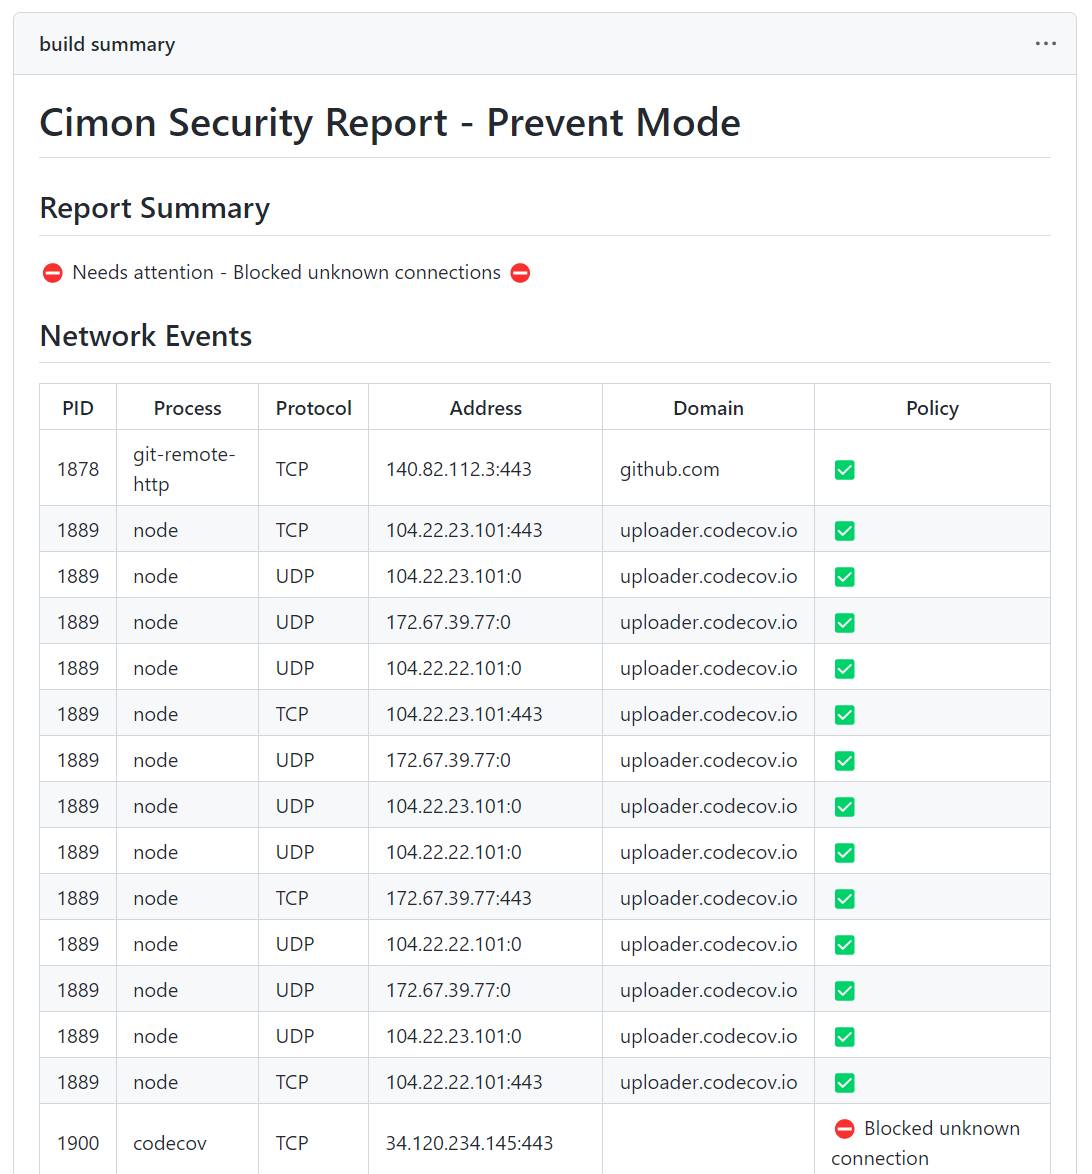 build summary
Cimon Security Report - Prevent Mode
Report Summary
Needs attention - Blocked unknown connections
Network Events
PID Process Protocol Address Domain Policy
1878 git-remote-http TCP 140.82.112.3:443 github.com
1889 node TCP 104.22.23.101:443 uploader.codecov.io
1889 node UDP 104.22.23.101:0 uploader.codecov.io
1889 node UDP 172.67.39.77:0 uploader.codecov.io
1889 node UDP 104.22.22.101:0 uploader.codecov.io
1889 node TCP 104.22.23.101:443 uploader.codecov.io
1889 node UDP 172.67.39.77:0 uploader.codecov.io
1889 node UDP 104.22.23.101:0 uploader.codecov.io
1889 node UDP 104.22.22.101:0 uploader.codecov.io
1889 node TCP 172.67.39.77:443 uploader.codecov.io
1889 node UDP 104.22.22.101:0 uploader.codecov.io
1889 node UDP 172.67.39.77:0 uploader.codecov.io
1889 node UDP 104.22.23.101:0 uploader.codecov.io
1889 node TCP 104.22.22.101:443 uploader.codecov.io
1900 codecov TCP 34.120.234.145:443 Blocked unknown connection